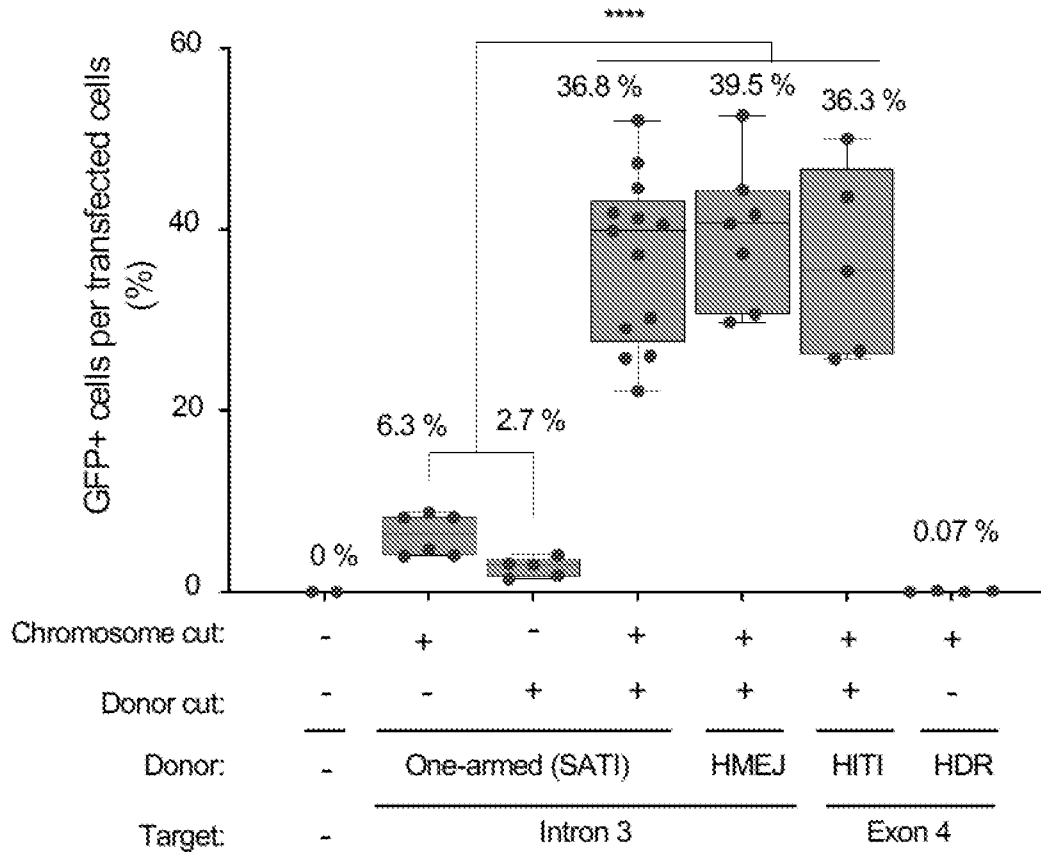 ****
60
36.8 %
39.5 %
36.3 %
40
GFP+ cells per transfected cells
(%)
20
6.3 %
2.7 %
0 %
0.07 %
0
Chromosome cut: - + - + + + +
Donor cut: - - + + + + -
Donor: - One-armed (SATI) HMEJ HITI HDR
Target: - Intron 3 Exon 4